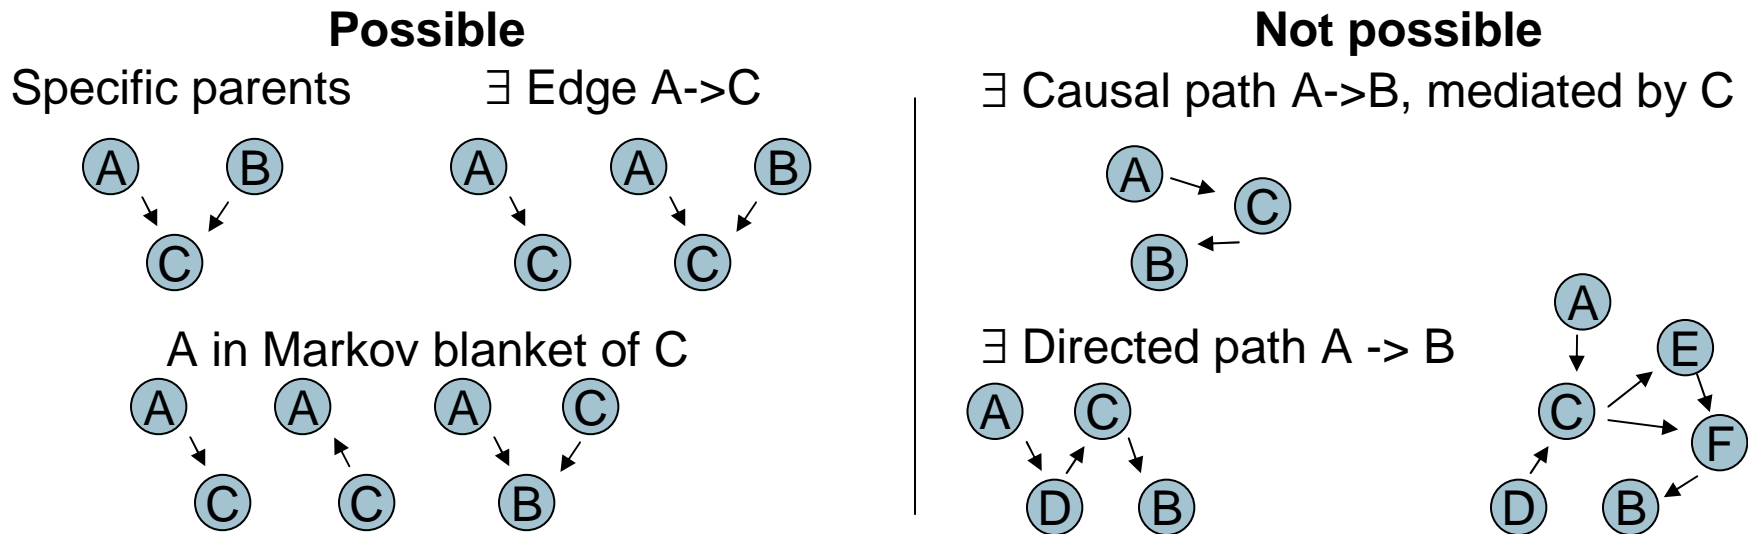 Possible
Specific parents
∃ Edge A->C
A B
C
A
C
A B
C
A in Markov blanket of C
A
C
A
C
A C
B
Not possible
∃ Causal path A->B, mediated by C
A
C
B
∃ Directed path A -> B
A C
D B
A
E
C
F
D B